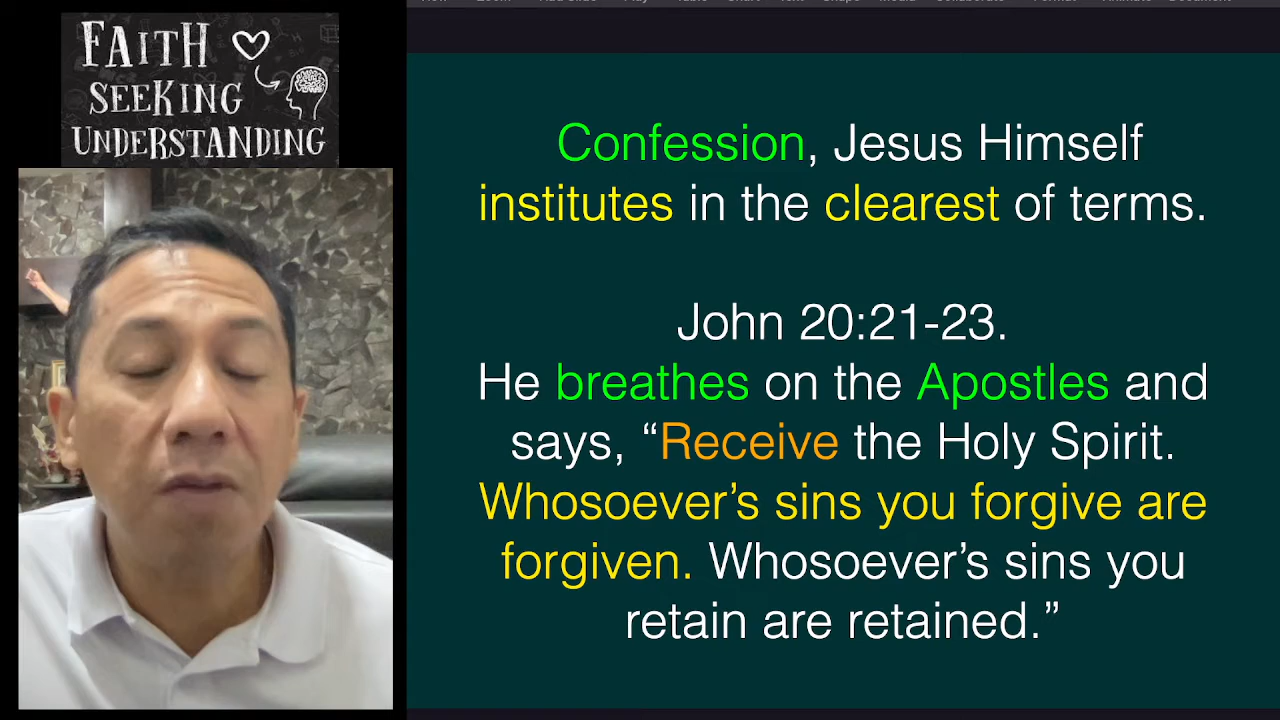 FAITH
SEEKING
UNDERSTANDING
Confession, Jesus Himself
institutes in the clearest of terms.
John 20:21-23.
He breathes on the Apostles and
says, “Receive the Holy Spirit.
Whosoever’s sins you forgive are
forgiven. Whosoever’s sins you
retain are retained.”